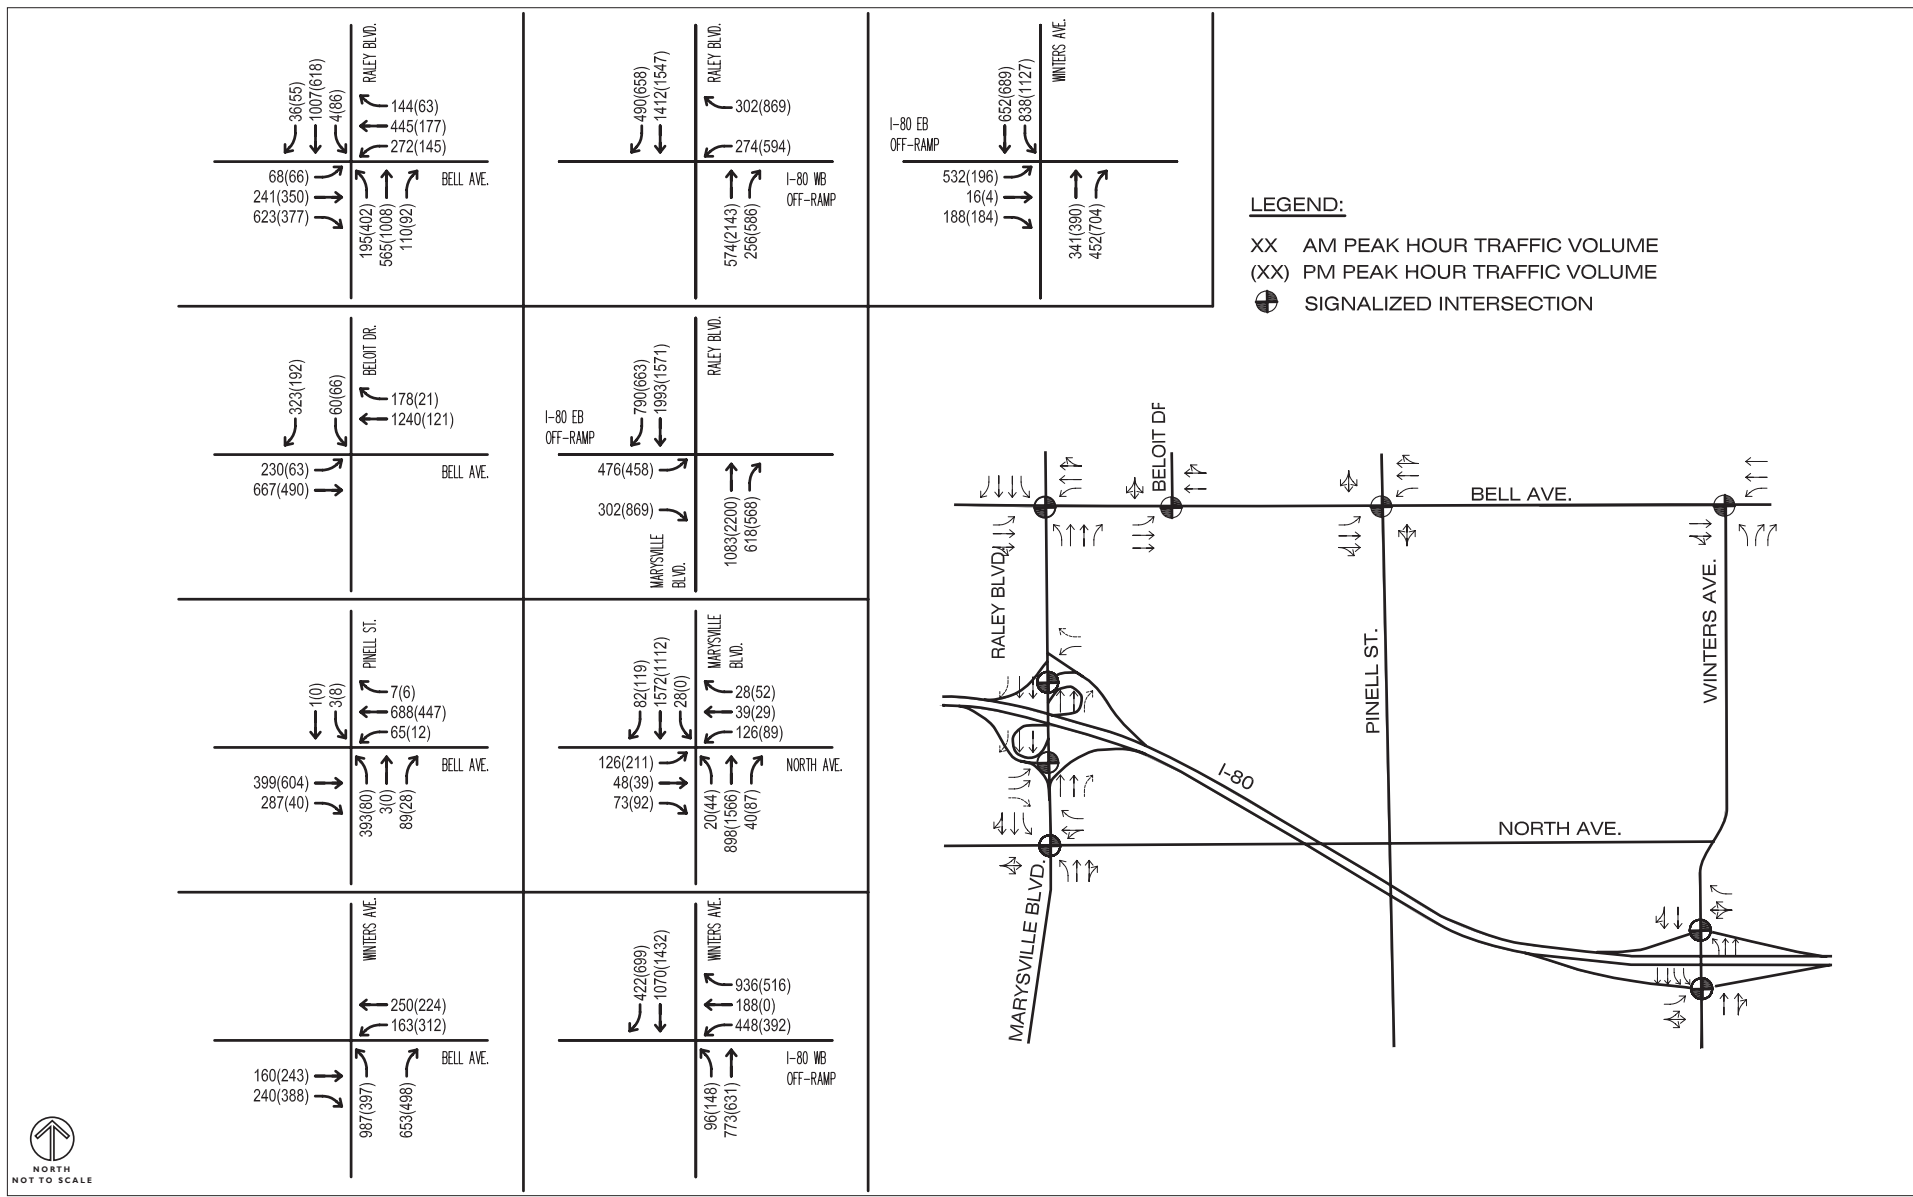 RALEY BLVD.
36(55)
1007(618)
4(86)
144(63)
445(177)
272(145)
68(66)
241(350)
623(377)
195(402)
565(1008)
110(92)
BELL AVE.
RALEY BLVD.
490(658)
1412(1547)
302(869)
274(594)
574(2143)
256(586)
I-80 WB
OFF-RAMP
WINTERS AVE.
652(689)
838(1127)
I-80 EB
OFF-RAMP
532(196)
16(4)
188(184)
341(390)
452(704)
LEGEND:
XX AM PEAK HOUR TRAFFIC VOLUME
(XX) PM PEAK HOUR TRAFFIC VOLUME
SIGNALIZED INTERSECTION
BELOIT DR.
323(192)
60(66)
178(21)
1240(121)
230(63)
667(490)
BELL AVE.
RALEY BLVD.
790(663)
1993(1571)
I-80 EB
OFF-RAMP
476(458)
302(869)
1083(2200)
618(568)
MARYSVILLE
BLVD.
PINELL ST.
1(0)
3(8)
7(6)
688(447)
65(12)
399(604)
287(40)
393(80)
3(0)
89(28)
BELL AVE.
MARYSVILLE
BLVD.
82(119)
1572(1112)
28(0)
28(52)
39(29)
126(89)
126(211)
48(39)
73(92)
20(44)
898(1566)
40(87)
NORTH AVE.
WINTERS AVE.
250(224)
163(312)
160(243)
240(388)
987(397)
653(498)
BELL AVE.
WINTERS AVE.
422(699)
1070(1432)
936(516)
188(0)
448(392)
96(148)
773(631)
I-80 WB
OFF-RAMP
BELOIT DF
BELL AVE.
RALEY BLVD.
PINELL ST.
WINTERS AVE.
I-80
NORTH AVE.
MARYSVILLE BLVD.
NORTH
NOT TO SCALE